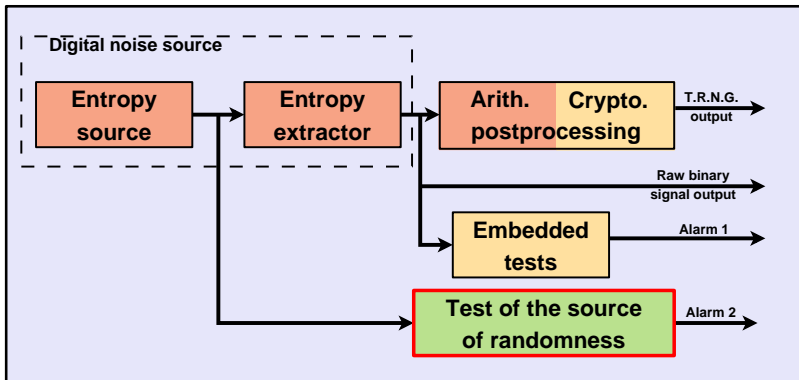 Digital noise source
Entropy
source
Entropy
extractor
Arith. Crypto.
postprocessing
T.R.N.G.
output
Raw binary
signal output
Embedded
tests
Alarm 1
Test of the source
of randomness
Alarm 2